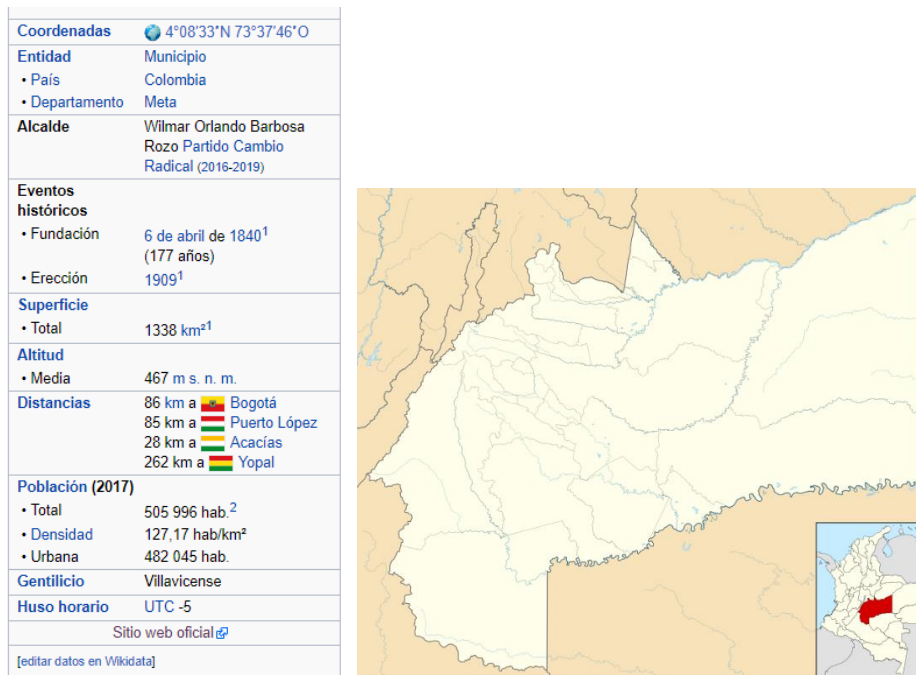 Coordenadas 4°08′33″N 73°37′46″O
Entidad Municipio
• País Colombia
• Departamento Meta
Alcalde Wilmar Orlando Barbosa
Rozo Partido Cambio
Radical (2016-2019)
Eventos
históricos
• Fundación 6 de abril de 1840¹
(177 años)
• Erección 1909¹
Superficie
• Total 1338 km²¹
Altitud
• Media 467 m s. n. m.
Distancias 86 km a Bogotá
85 km a Puerto López
28 km a Acacías
262 km a Yopal
Población (2017)
• Total 505 996 hab.²
• Densidad 127,17 hab/km²
• Urbana 482 045 hab.
Gentilicio Villavicense
Huso horario UTC -5
Sitio web oficial
[editar datos en Wikidata]